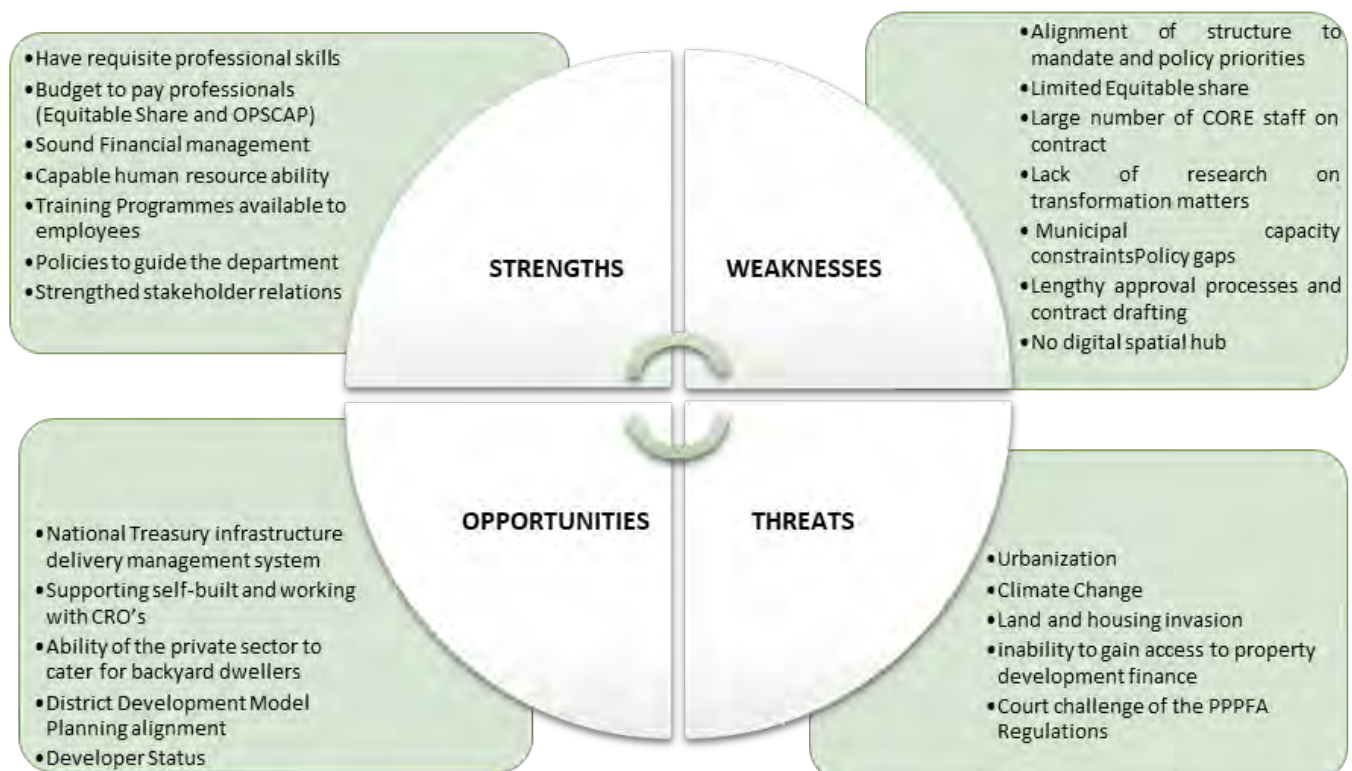 •Have requisite professional skills
•Budget to pay professionals
(Equitable Share and OPSCAP)
•Sound Financial management
•Capable human resource ability
•Training Programmes available to
employees
•Policies to guide the department
•Strengthed stakeholder relations
STRENGTHS
•Alignment of structure to
mandate and policy priorities
•Limited Equitable share
•Large number of CORE staff on
contract
•Lack of research on
transformation matters
• Municipal capacity
constraintsPolicy gaps
•Lengthy approval processes and
contract drafting
•No digital spatial hub
WEAKNESSES
OPPORTUNITIES
•National Treasury infrastructure
delivery management system
•Supporting self-built and working
with CRO's
•Ability of the private sector to
cater for backyard dwellers
•District Development Model
Planning alignment
•Developer Status
THREATS
•Urbanization
•Climate Change
•Land and housing invasion
•inability to gain access to property
development finance
•Court challenge of the PPPFA
Regulations